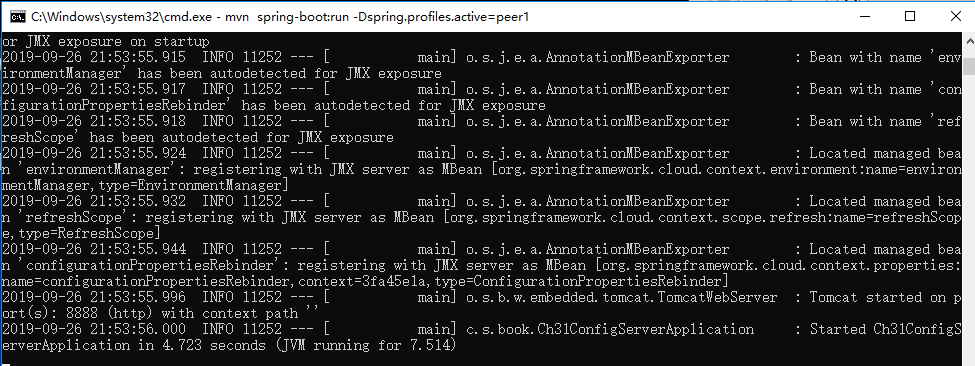 C:\Windows\system32\cmd.exe - mvn  spring-boot:run -Dspring.profiles.active=peer1
or JMX exposure on startup
2019-09-26 21:53:55.915  INFO 11252 --- [           main] o.s.j.e.a.AnnotationMBeanExporter        : Bean with name 'env
ironmentManager' has been autodetected for JMX exposure
2019-09-26 21:53:55.917  INFO 11252 --- [           main] o.s.j.e.a.AnnotationMBeanExporter        : Bean with name 'con
figurationPropertiesRebinder' has been autodetected for JMX exposure
2019-09-26 21:53:55.918  INFO 11252 --- [           main] o.s.j.e.a.AnnotationMBeanExporter        : Bean with name 'ref
reshScope' has been autodetected for JMX exposure
2019-09-26 21:53:55.924  INFO 11252 --- [           main] o.s.j.e.a.AnnotationMBeanExporter        : Located managed bea
n 'environmentManager': registering with JMX server as MBean [org.springframework.cloud.context.environment:name=environ
mentManager,type=EnvironmentManager]
2019-09-26 21:53:55.932  INFO 11252 --- [           main] o.s.j.e.a.AnnotationMBeanExporter        : Located managed bea
n 'refreshScope': registering with JMX server as MBean [org.springframework.cloud.context.scope.refresh:name=refreshScop
e,type=RefreshScope]
2019-09-26 21:53:55.944  INFO 11252 --- [           main] o.s.j.e.a.AnnotationMBeanExporter        : Located managed bea
n 'configurationPropertiesRebinder': registering with JMX server as MBean [org.springframework.cloud.context.properties:
name=configurationPropertiesRebinder,context=3fa45e1a,type=ConfigurationPropertiesRebinder]
2019-09-26 21:53:55.996  INFO 11252 --- [           main] o.s.b.w.embedded.tomcat.TomcatWebServer  : Tomcat started on p
ort(s): 8888 (http) with context path ''
2019-09-26 21:53:56.000  INFO 11252 --- [           main] c.s.book.Ch31ConfigServerApplication     : Started Ch31ConfigS
erverApplication in 4.723 seconds (JVM running for 7.514)